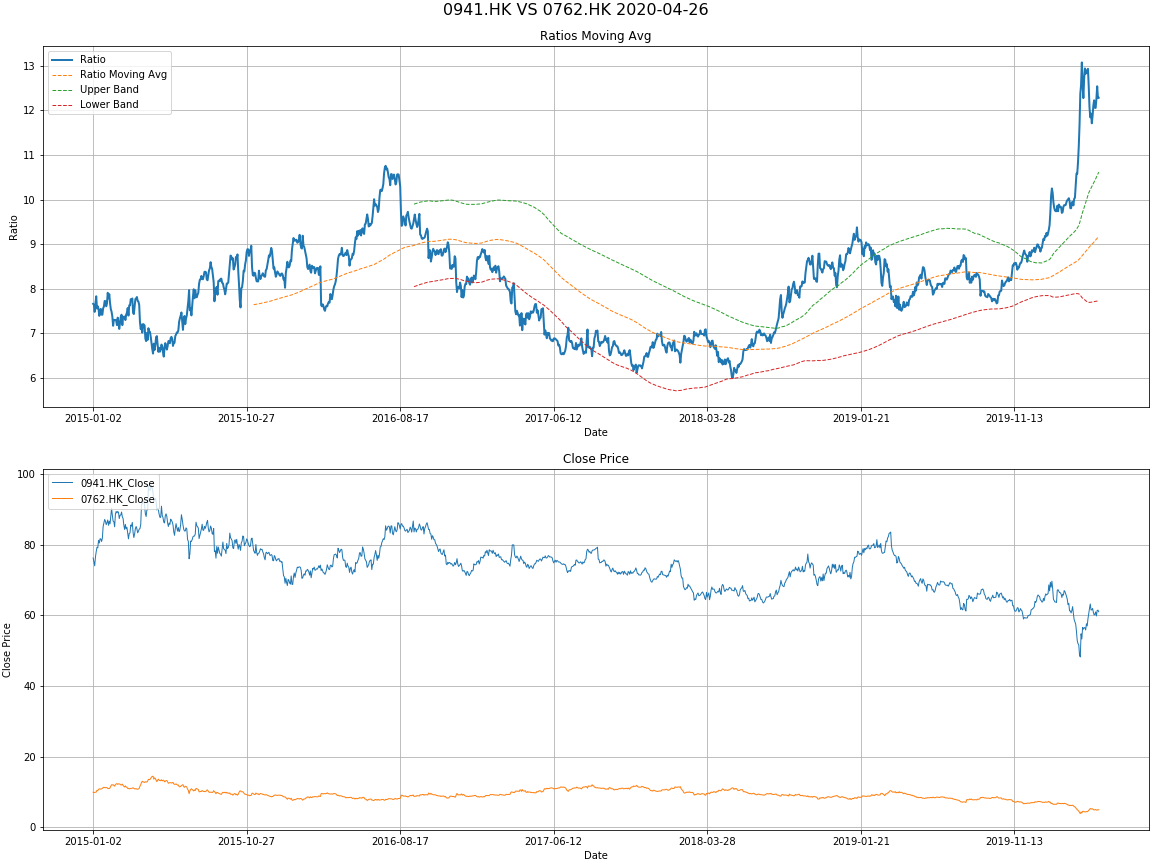 0941.HK VS 0762.HK 2020-04-26
Ratios Moving Avg
Ratio
Ratio Moving Avg
Upper Band
Lower Band
13
12
11
10
9
8
7
6
Ratio
2015-01-02 2015-10-27 2016-08-17 2017-06-12 2018-03-28 2019-01-21 2019-11-13
Date
Close Price
0941.HK_Close
0762.HK_Close
100
80
60
40
20
0
Close Price
2015-01-02 2015-10-27 2016-08-17 2017-06-12 2018-03-28 2019-01-21 2019-11-13
Date